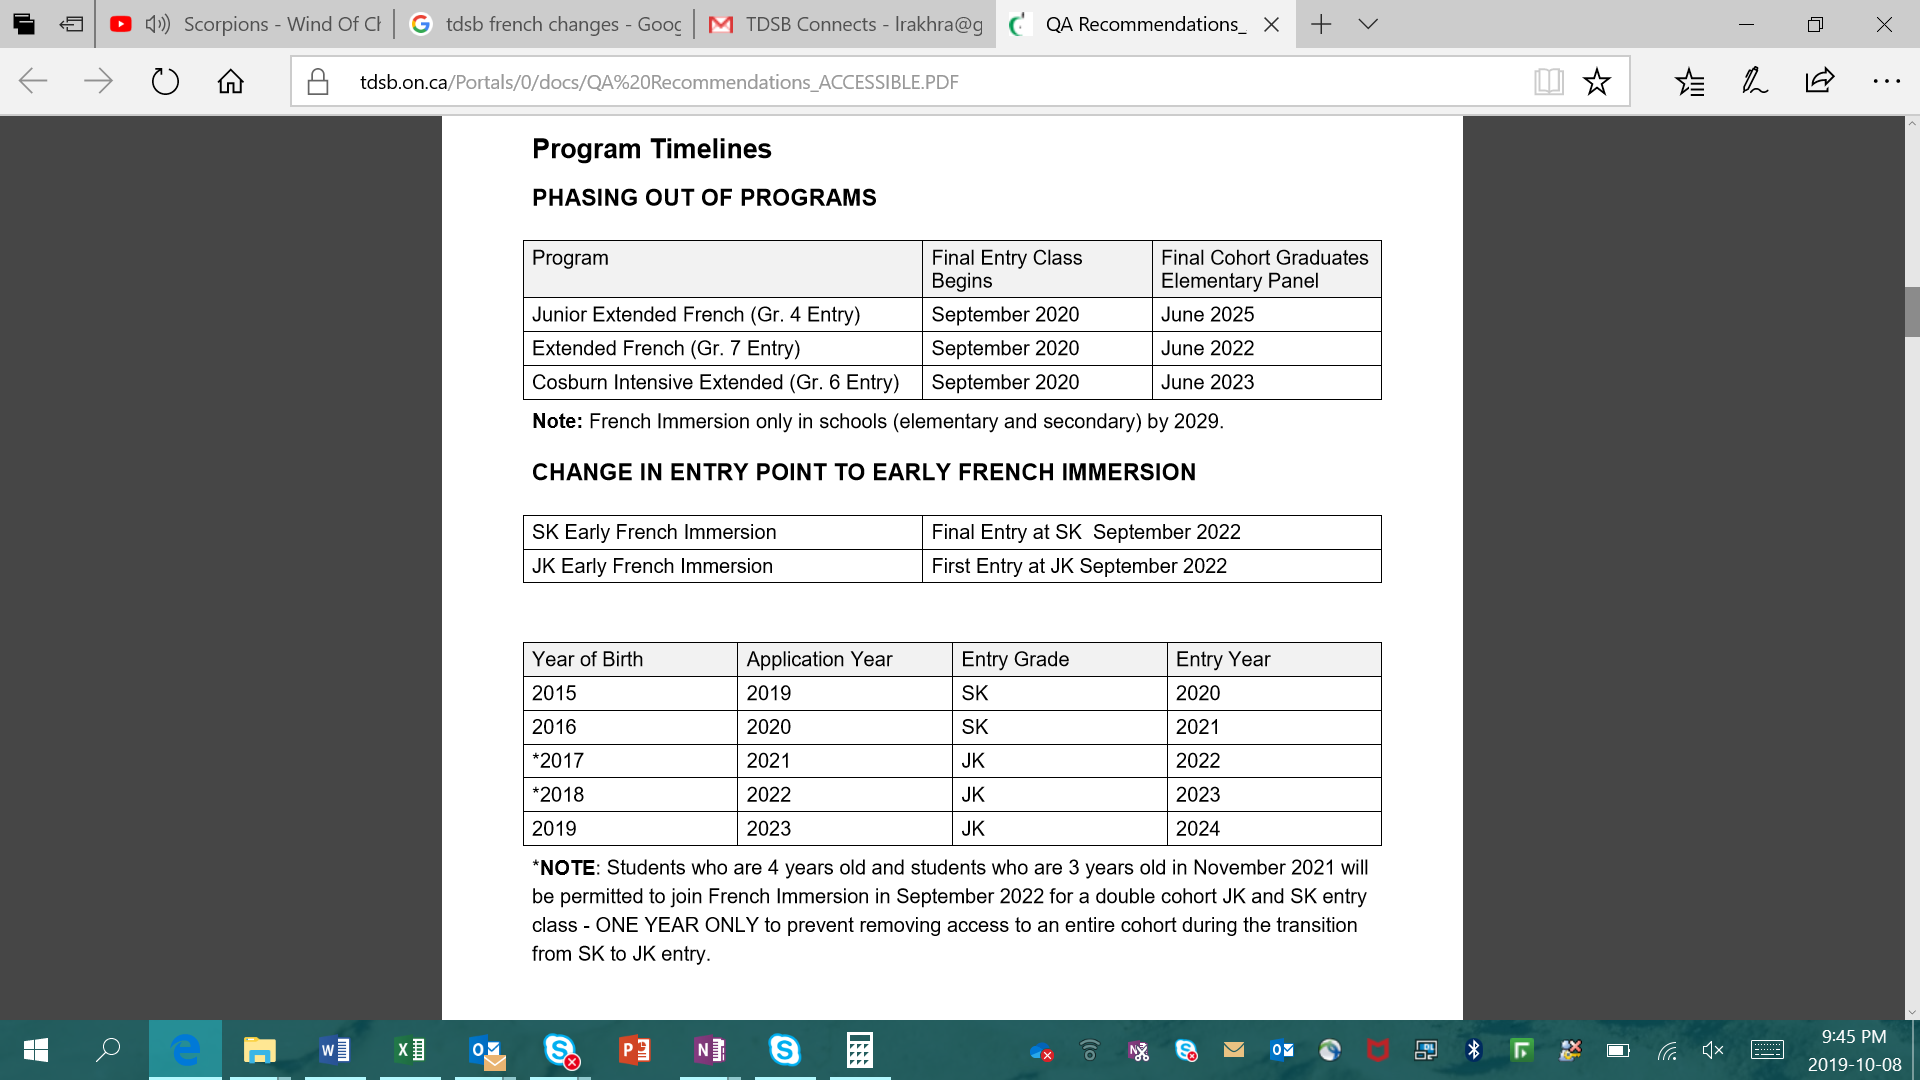 Scorpions - Wind Of Cl
tdsb french changes - Goog
TDSB Connects - lrakhra@g
QA Recommendations_
tdsb.on.ca/Portals/0/docs/QA%20Recommendations_ACCESSIBLE.PDF
Program Timelines
PHASING OUT OF PROGRAMS
Program Final Entry Class Begins Final Cohort Graduates Elementary Panel
Junior Extended French (Gr. 4 Entry) September 2020 June 2025
Extended French (Gr. 7 Entry) September 2020 June 2022
Cosburn Intensive Extended (Gr. 6 Entry) September 2020 June 2023
Note: French Immersion only in schools (elementary and secondary) by 2029.
CHANGE IN ENTRY POINT TO EARLY FRENCH IMMERSION
SK Early French Immersion Final Entry at SK September 2022
JK Early French Immersion First Entry at JK September 2022
Year of Birth Application Year Entry Grade Entry Year
2015 2019 SK 2020
2016 2020 SK 2021
*2017 2021 JK 2022
*2018 2022 JK 2023
2019 2023 JK 2024
*NOTE: Students who are 4 years old and students who are 3 years old in November 2021 will
be permitted to join French Immersion in September 2022 for a double cohort JK and SK entry
class - ONE YEAR ONLY to prevent removing access to an entire cohort during the transition
from SK to JK entry.
9:45 PM
2019-10-08